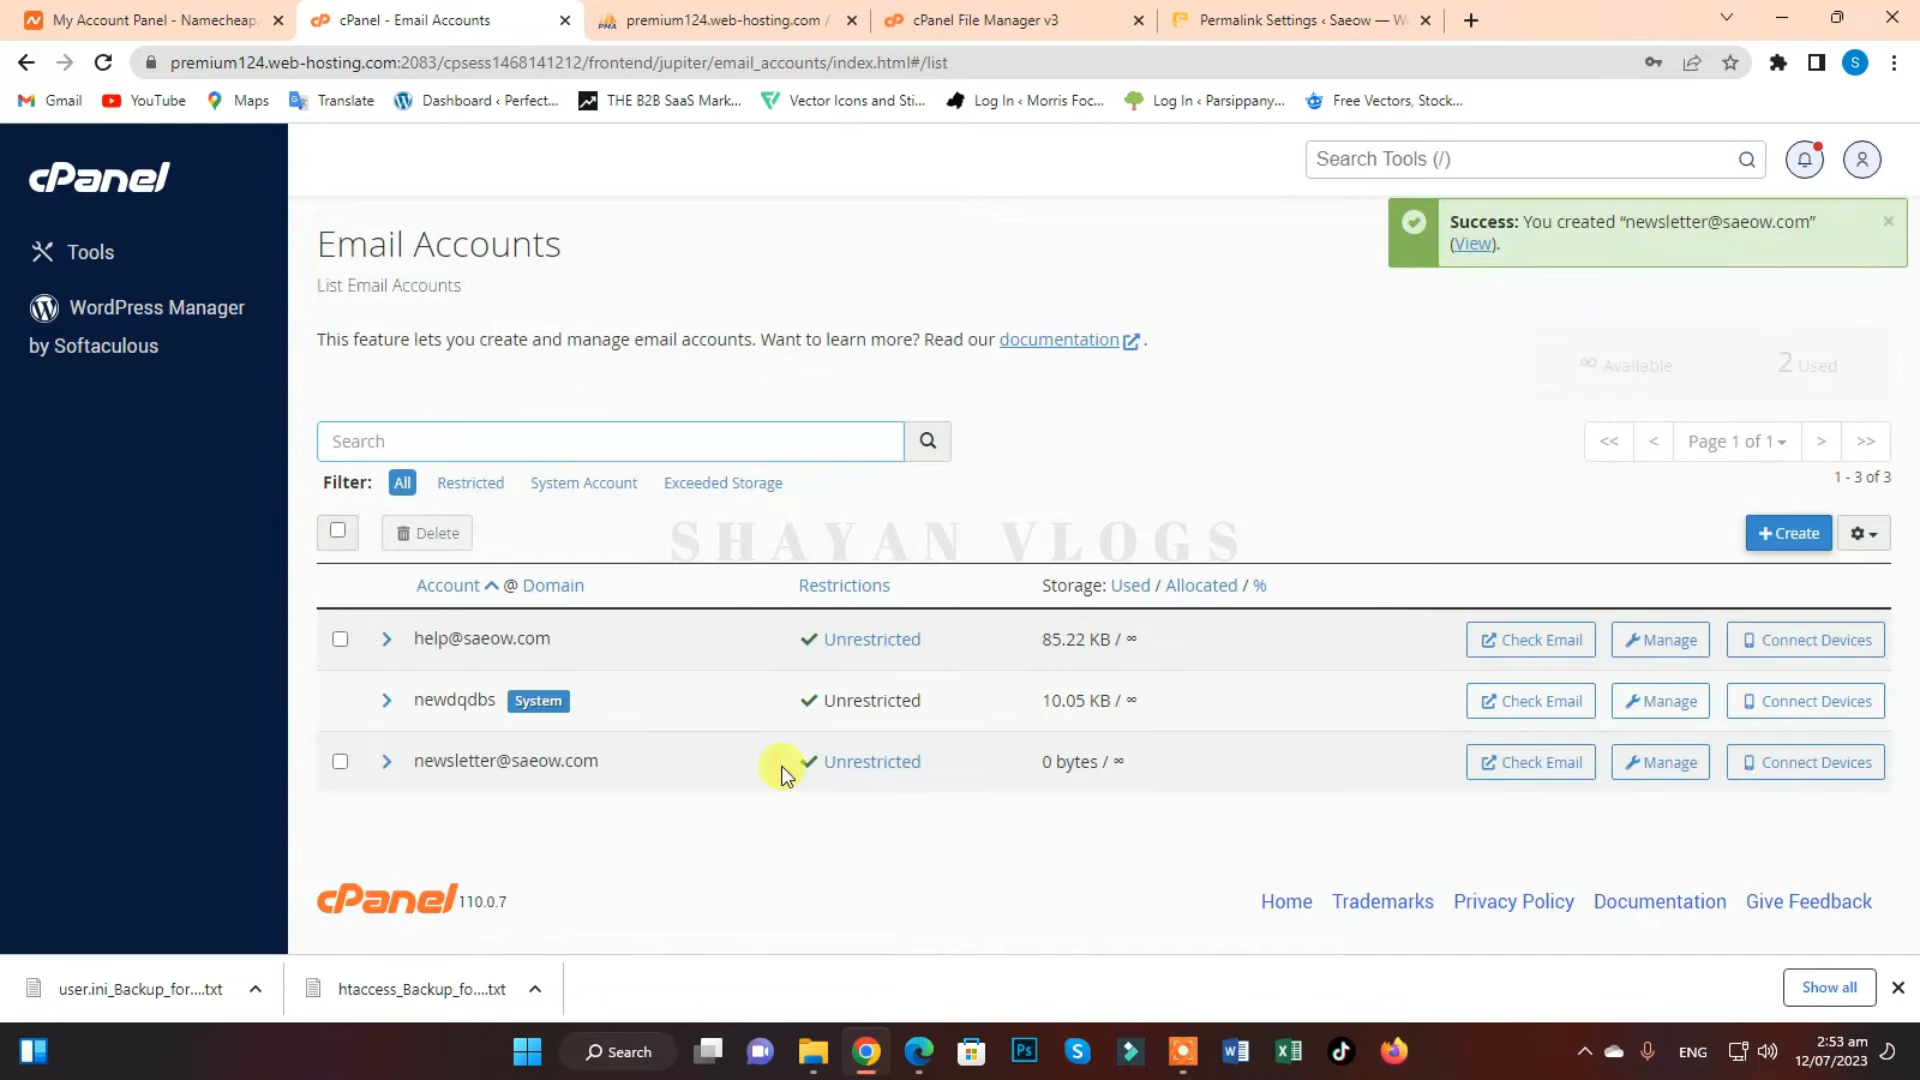 My Account Panel - Namecheap.
cPanel - Email Accounts
premium124.web-hosting.com /
cPanel File Manager v3
Permalink Settings ‹ Saeow — W
premium124.web-hosting.com:2083/cpsess1468141212/frontend/jupiter/email_accounts/index.html#/list
S
Gmail
YouTube
Maps
Translate
Dashboard ‹ Perfect...
THE B2B SaaS Mark...
Vector Icons and Sti...
Log In ‹ Morris Foc...
Log In ‹ Parsippany,...
Free Vectors, Stock...
cPanel
Tools
WordPress Manager
by Softaculous
Search Tools (/)
Success: You created “newsletter@saeow.com”
(View).
Email Accounts
List Email Accounts
This feature lets you create and manage email accounts. Want to learn more? Read our documentation .
∞ Available
2 Used
Search
<< < Page 1 of 1 > >>
1 - 3 of 3
Filter: All Restricted System Account Exceeded Storage
Delete
SHAYAN VLOGS
+ Create
Account @ Domain
Restrictions
Storage: Used / Allocated / %
help@saeow.com
Unrestricted
85.22 KB / ∞
Check Email
Manage
Connect Devices
newdqdbs System
Unrestricted
10.05 KB / ∞
Check Email
Manage
Connect Devices
newsletter@saeow.com
Unrestricted
0 bytes / ∞
Check Email
Manage
Connect Devices
cPanel 110.0.7
Home
Trademarks
Privacy Policy
Documentation
Give Feedback
user.ini_Backup_for....txt
htaccess_Backup_fo....txt
Show all
Search
Ps
ENG
2:53 am
12/07/2023